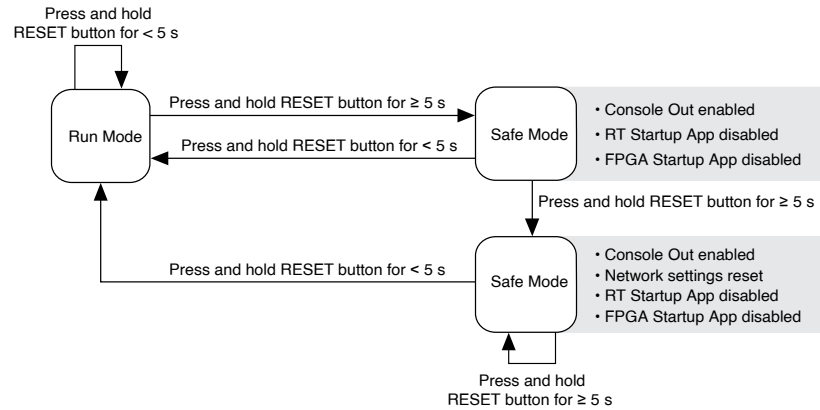 Press and hold
RESET button for < 5 s
Run Mode
Press and hold RESET button for ≥ 5 s
Press and hold RESET button for < 5 s
Safe Mode
• Console Out enabled
• RT Startup App disabled
• FPGA Startup App disabled
Press and hold RESET button for ≥ 5 s
Press and hold RESET button for < 5 s
Safe Mode
• Console Out enabled
• Network settings reset
• RT Startup App disabled
• FPGA Startup App disabled
Press and hold
RESET button for ≥ 5 s